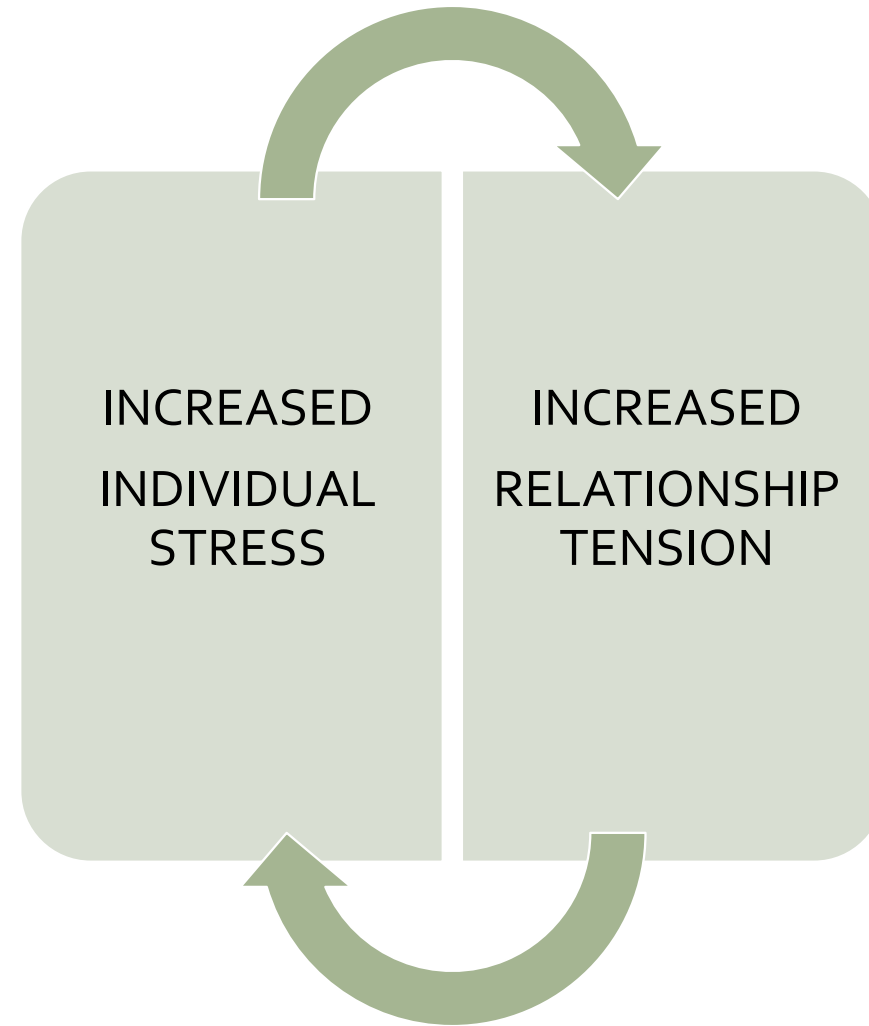 INCREASED
INDIVIDUAL
STRESS
INCREASED
RELATIONSHIP
TENSION